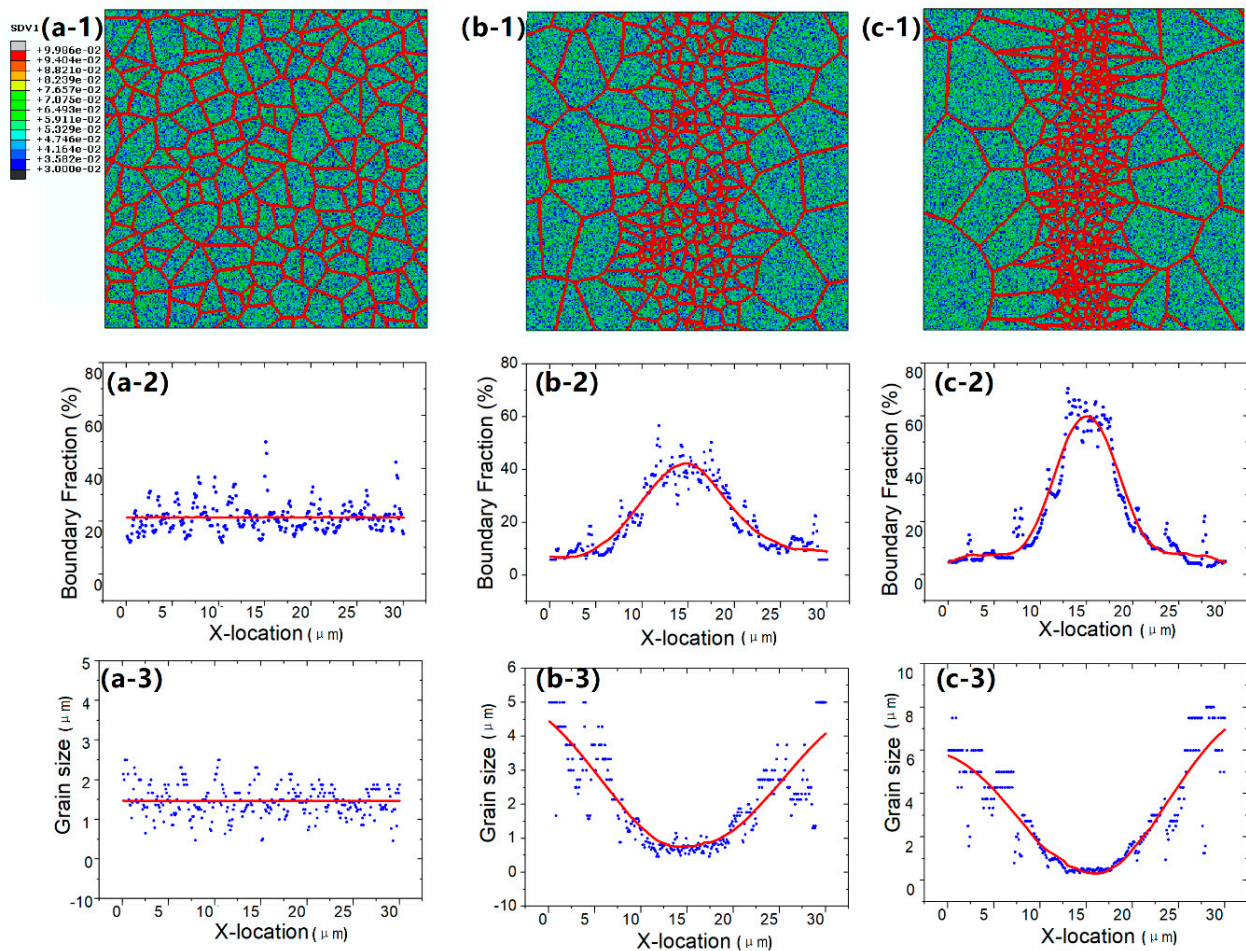 SDV1
+9.986e-02
+9.404e-02
+8.821e-02
+8.239e-02
+7.657e-02
+7.075e-02
+6.493e-02
+5.911e-02
+5.329e-02
+4.746e-02
+4.164e-02
+3.582e-02
+3.000e-02
(a-1)
(b-1)
(c-1)
(a-2)
Boundary Fraction (%)
80
60
40
20
0
0 5 10 15 20 25 30
X-location (μm)
(b-2)
Boundary Fraction (%)
80
60
40
20
0
0 5 10 15 20 25 30
X-location (μm)
(c-2)
Boundary Fraction (%)
80
60
40
20
0
0 5 10 15 20 25 30
X-location (μm)
(a-3)
Grain size (μm)
5
4
3
2
1
0
-10
0 5 10 15 20 25 30
X-location (μm)
(b-3)
Grain size (μm)
6
5
4
3
2
1
0
-10
0 5 10 15 20 25 30
X-location (μm)
(c-3)
Grain size (μm)
10
8
6
4
2
0
0 5 10 15 20 25 30
X-location (μm)